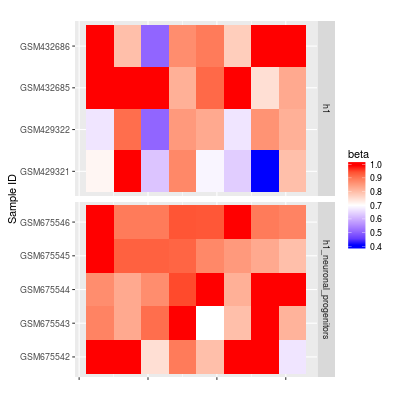 GSM432686
GSM432685
GSM429322
GSM429321
h1
GSM675546
GSM675545
GSM675544
GSM675543
GSM675542
h1_neuronal_progenitors
Sample ID
beta
1.0
0.9
0.8
0.7
0.6
0.5
0.4